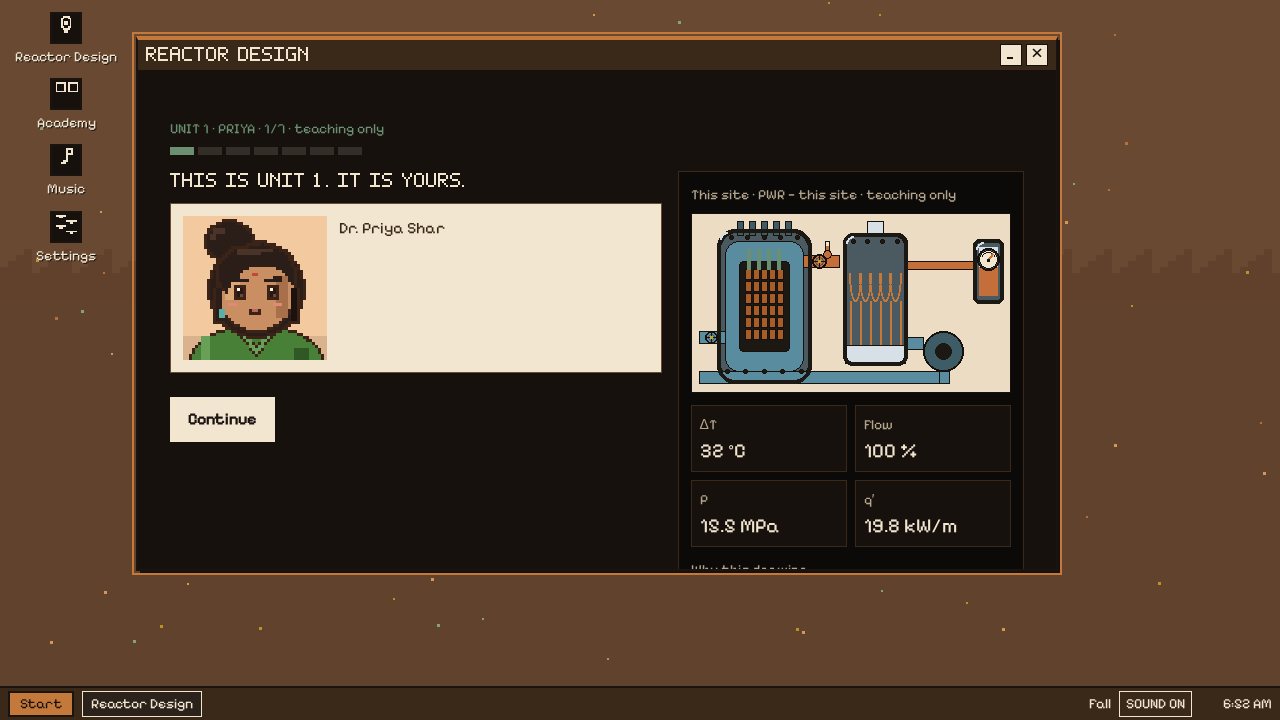 Reactor Design
Academy
Music
Settings
REACTOR DESIGN
UNIT 1 · PRIYA · 1/7 · teaching only
THIS IS UNIT 1. IT IS YOURS.
Dr. Priya Shar
Continue
This site · PWR – this site · teaching only
ΔT
32 °C
Flow
100 %
P
15.5 MPa
q'
19.8 kW/m
Start
Reactor Design
Fall
SOUND ON
6:52 AM